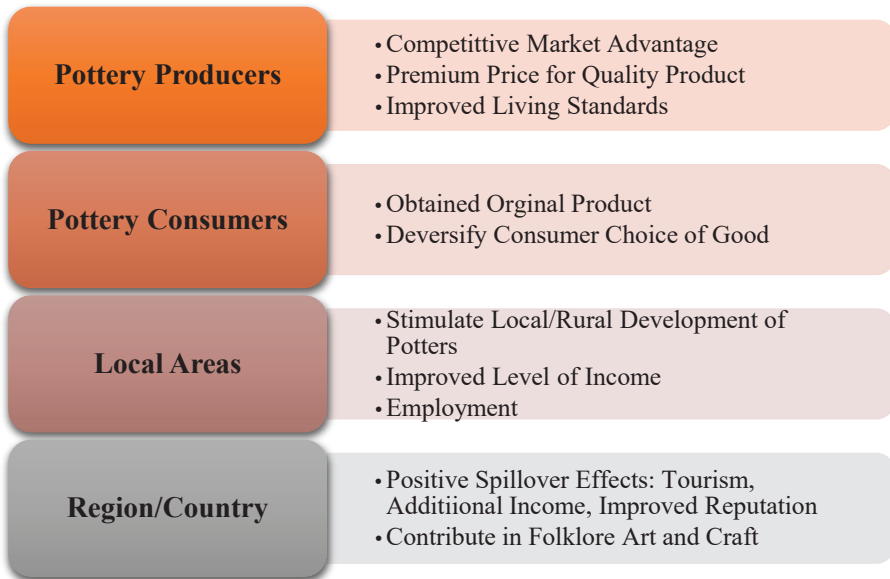 Pottery Producers
• Competitive Market Advantage
• Premium Price for Quality Product
• Improved Living Standards
Pottery Consumers
• Obtained Orginal Product
• Deversify Consumer Choice of Good
Local Areas
• Stimulate Local/Rural Development of
Potters
• Improved Level of Income
• Employment
Region/Country
• Positive Spillover Effects: Tourism,
Additiional Income, Improved Reputation
• Contribute in Folklore Art and Craft